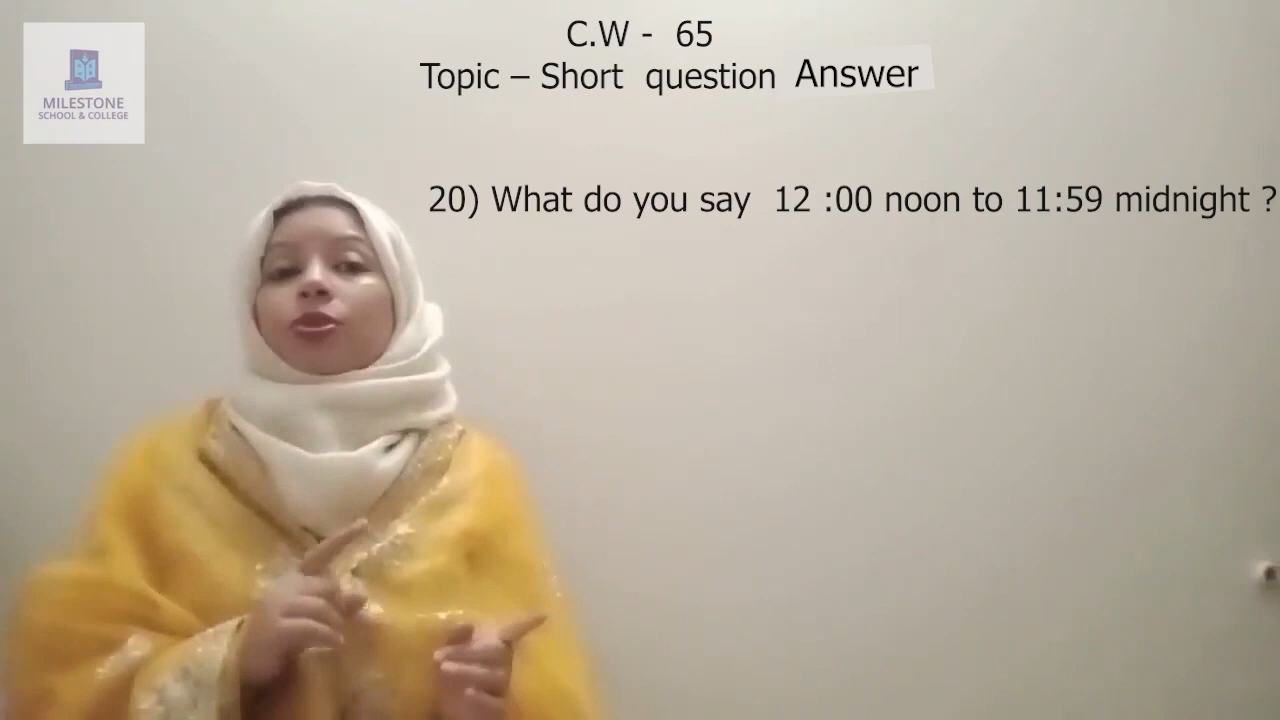 MILESTONE
SCHOOL & COLLEGE
C.W - 65
Topic – Short question Answer
20) What do you say 12 :00 noon to 11:59 midnight ?